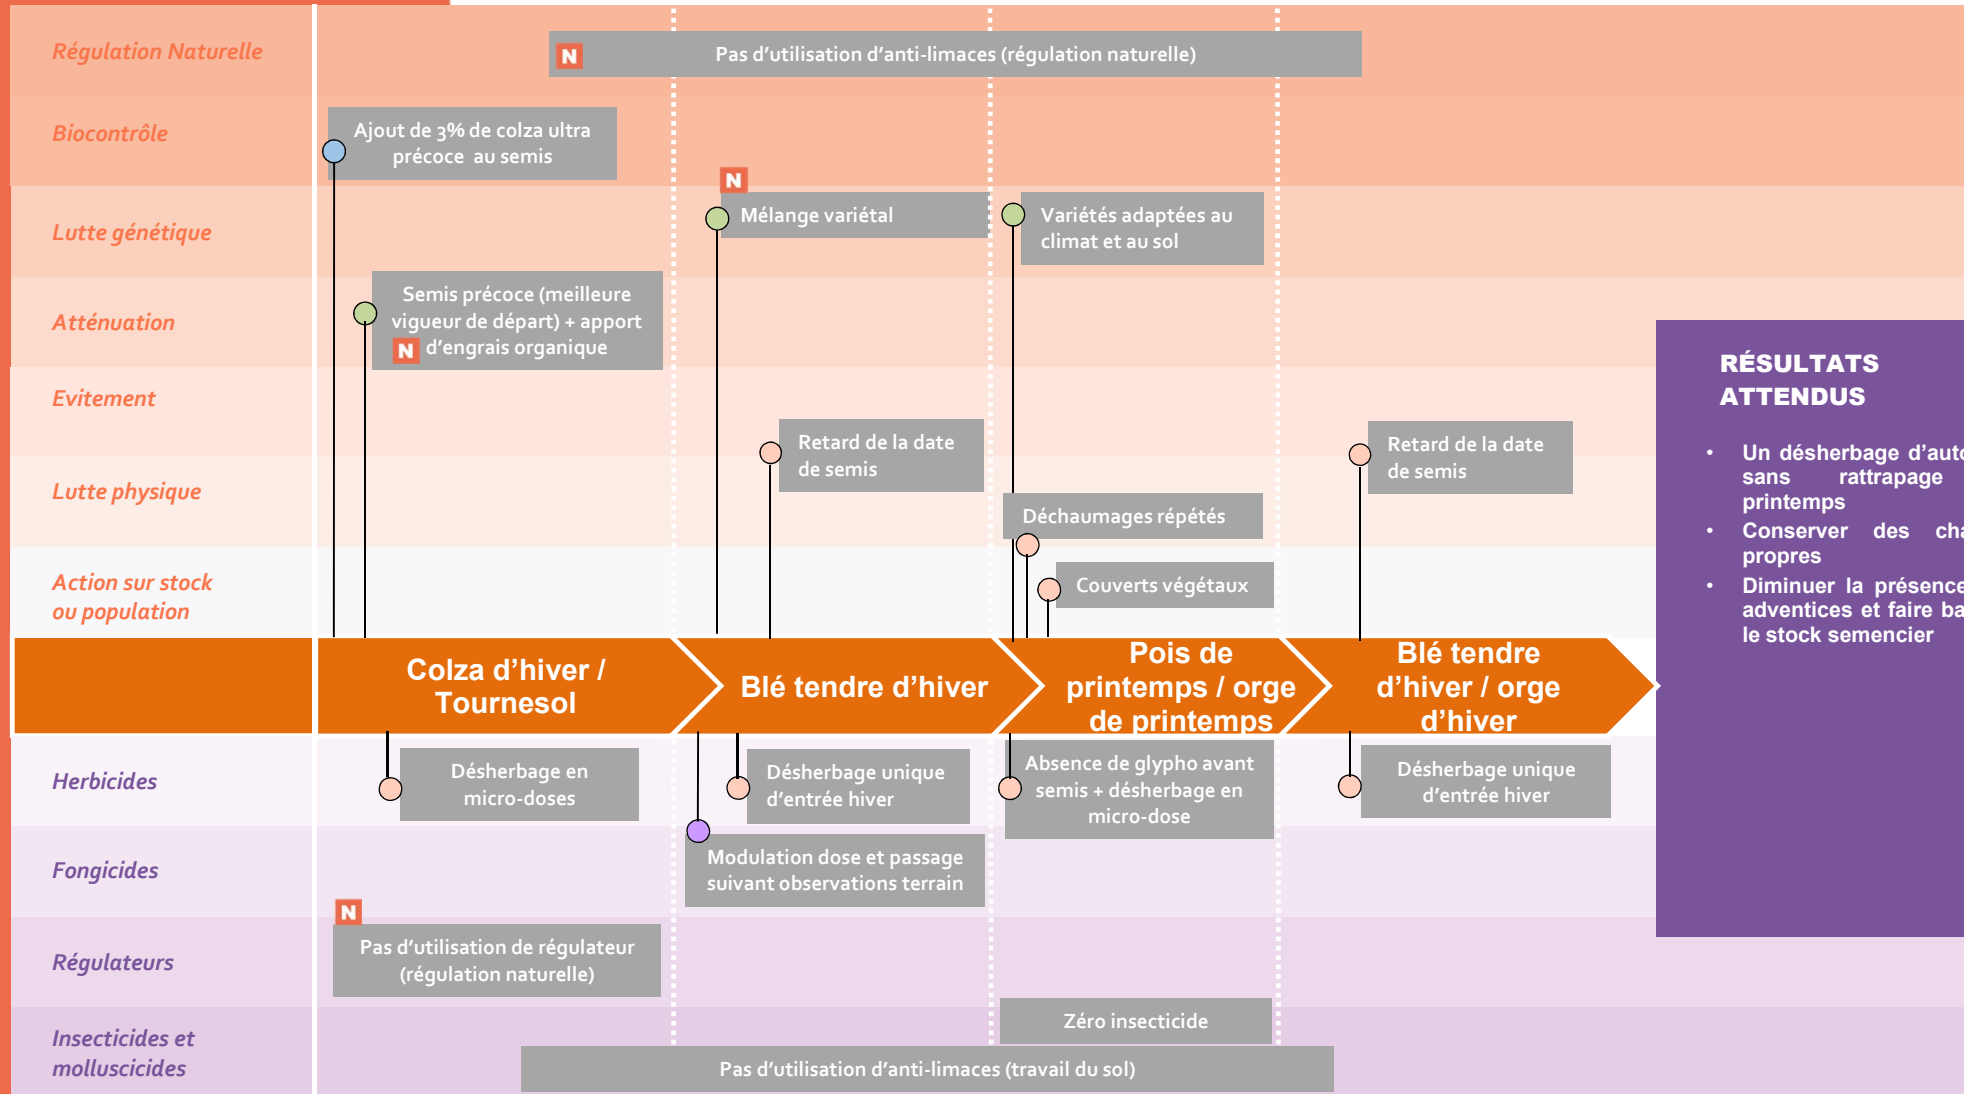 Régulation Naturelle
N
Pas d'utilisation d'anti-limaces (régulation naturelle)
Biocontrôle
Ajout de 3% de colza ultra
précoce au semis
Lutte génétique
N
Mélange variétal
Variétés adaptées au
climat et au sol
Atténuation
Semis précoce (meilleure
vigueur de départ) + apport
N d'engrais organique
Evitement
Retard de la date
de semis
Retard de la date
de semis
Lutte physique
Déchaumages répétés
Action sur stock
ou population
Couverts végétaux
Colza d'hiver /
Tournesol
Blé tendre d'hiver
Pois de
printemps / orge
de printemps
Blé tendre
d'hiver / orge
d'hiver
Herbicides
Désherbage en
micro-doses
Désherbage unique
d'entrée hiver
Absence de glypho avant
semis + désherbage en
micro-dose
Désherbage unique
d'entrée hiver
Fongicides
Modulation dose et passage
suivant observations terrain
Régulateurs
N
Pas d'utilisation de régulateur
(régulation naturelle)
Insecticides et
molluscicides
Zéro insecticide
Pas d'utilisation d'anti-limaces (travail du sol)
RÉSULTATS
ATTENDUS
• Un désherbage
sans rattrapage
printemps
• Conserver des
propres
• Diminuer la présence
adventices et faire
le stock semencier